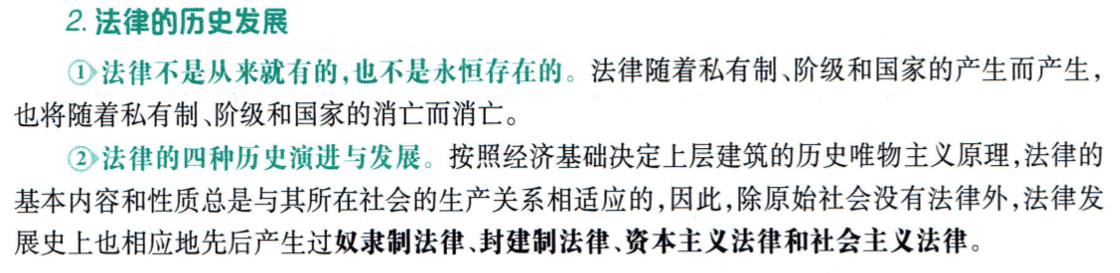 2. 法律的历史发展
①法律不是从来就有的,也不是永恒存在的。法律随着私有制、阶级和国家的产生而产生,
也将随着私有制、阶级和国家的消亡而消亡。
②法律的四种历史演进与发展。按照经济基础决定上层建筑的历史唯物主义原理,法律的
基本内容和性质总是与其所在社会的生产关系相适应的,因此,除原始社会没有法律外,法律发
展史上也相应地先后产生过奴隶制法律、封建制法律、资本主义法律和社会主义法律。